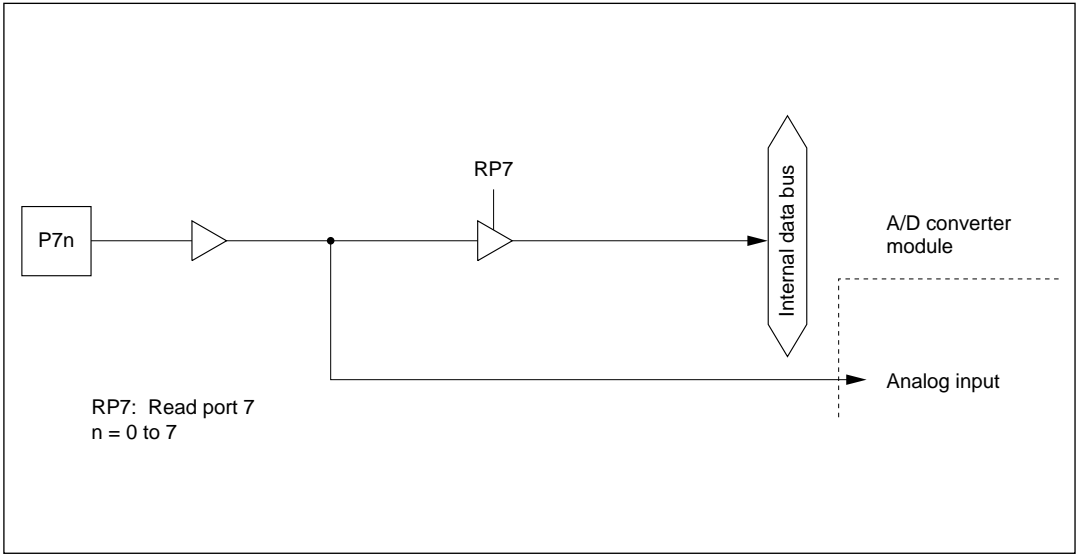 RP7
P7n
Internal data bus
A/D converter
module
Analog input
RP7: Read port 7
n = 0 to 7